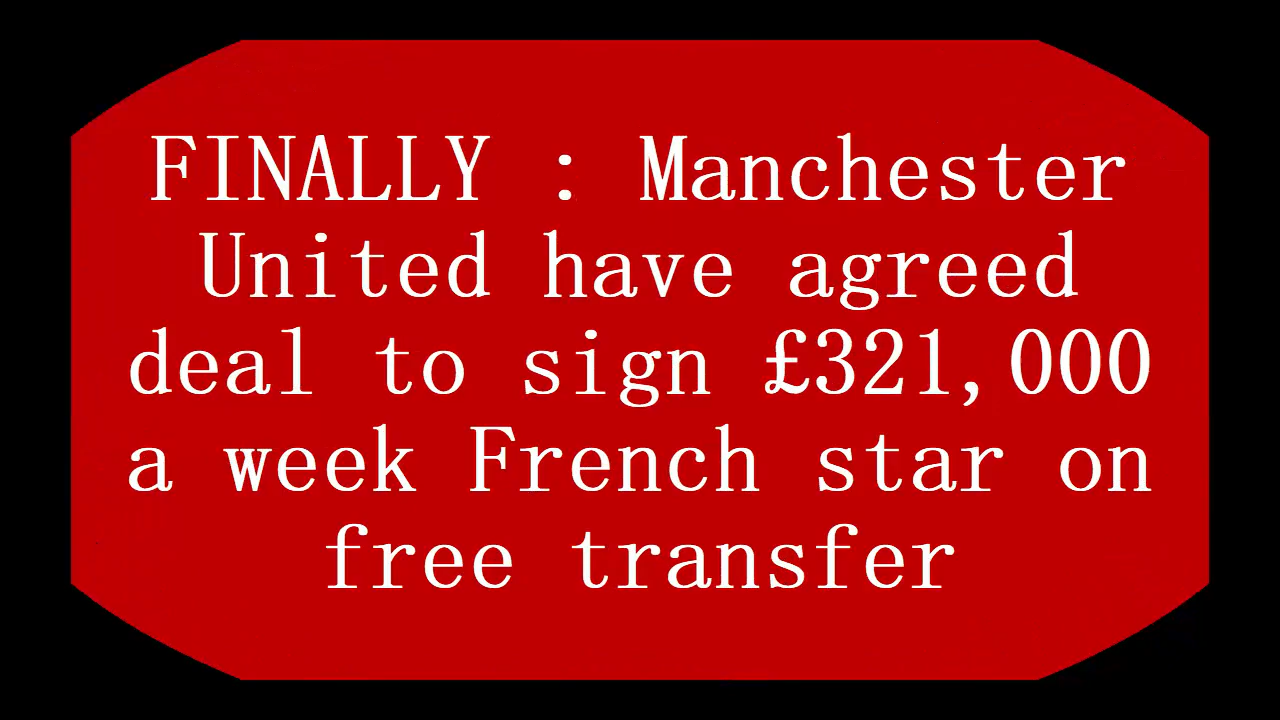 FINALLY : Manchester
United have agreed
deal to sign £321,000
a week French star on
free transfer